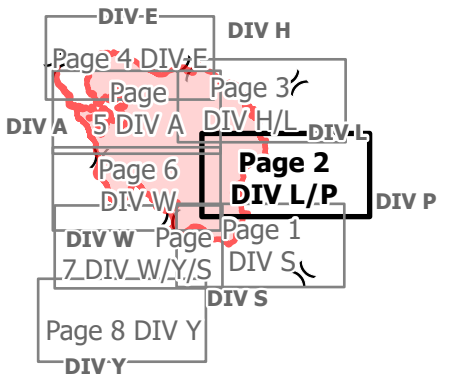 DIV E
DIV H
Page 4 DIV E
Page
5 DIV A
Page 3
DIV H/L
DIV A
DIV L
Page 2
DIV L/P
Page 6
DIV W
DIV P
DIV W
Page
7 DIV W/Y/S
Page 1
DIV S
DIV S
Page 8 DIV Y
DIV Y